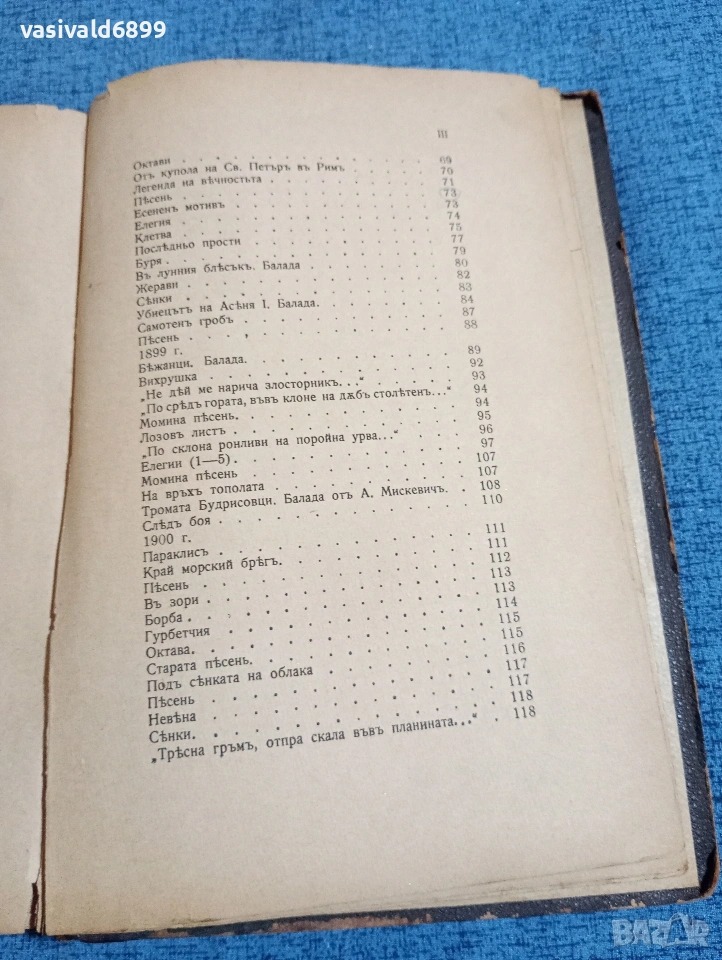 vasivald6899
III
Октави . . . . . . . . . . . . . 69
Отъ купола на Св. Петъръ въ Римъ . . . . . . 70
Легенда на вѣчностьта . . . . . . . . . . 71
Пѣсень . . . . . . . . . . . . . (73)
Есененъ мотивъ . . . . . . . . . . . . 73
Елегия . . . . . . . . . . . . . 74
Клетва . . . . . . . . . . . . . 75
Послѣдньо прости . . . . . . . . . . . 77
Буря . . . . . . . . . . . . . . 79
Въ лунния блѣсъкъ. Балада . . . . . . . . 80
Жерави . . . . . . . . . . . . . 82
Сѣнки . . . . . . . . . . . . . 83
Убиецътъ на Асѣня I. Балада. . . . . . . . 84
Самотенъ гробъ . . . . . . . . . . . 87
Пѣсень . . . . . . . . . . . . . 88
1899 г.
Бѣжанци. Балада. . . . . . . . . . . 89
Вихрушка . . . . . . . . . . . . 92
„Не дѣй ме нарича злосторникъ. . .“ . . . . . 93
„По срѣдъ гората, въвъ клоне на дѫбъ столѣтенъ. . .“ 94
Момина пѣсень. . . . . . . . . . . . 94
Лозовъ листъ . . . . . . . . . . . . 95
„По склона ронливи на поройна урва. . .“ . . . 96
Елегии (1—5) . . . . . . . . . . . . 97
Момина пѣсень . . . . . . . . . . . 107
На връхъ тополата . . . . . . . . . . 107
Тромата Будрисовци. Балада отъ А. Мискевичъ. . . 108
Слѣдъ боя . . . . . . . . . . . . 110
1900 г.
Параклисъ . . . . . . . . . . . . 111
Край морский брѣгъ. . . . . . . . . . 111
Пѣсень . . . . . . . . . . . . . 112
Въ зори . . . . . . . . . . . . . 113
Борба . . . . . . . . . . . . . 113
Гурбетчия . . . . . . . . . . . . 114
Октава. . . . . . . . . . . . . . 115
Старата пѣсень. . . . . . . . . . . 115
Подъ сѣнката на облака . . . . . . . . 116
Пѣсень . . . . . . . . . . . . . 117
Невѣна . . . . . . . . . . . . . 117
Сѣнки. . . . . . . . . . . . . . 118
„Трѣсна гръмъ, отпра скала въвъ планината. . .“ . 118
BAZAR